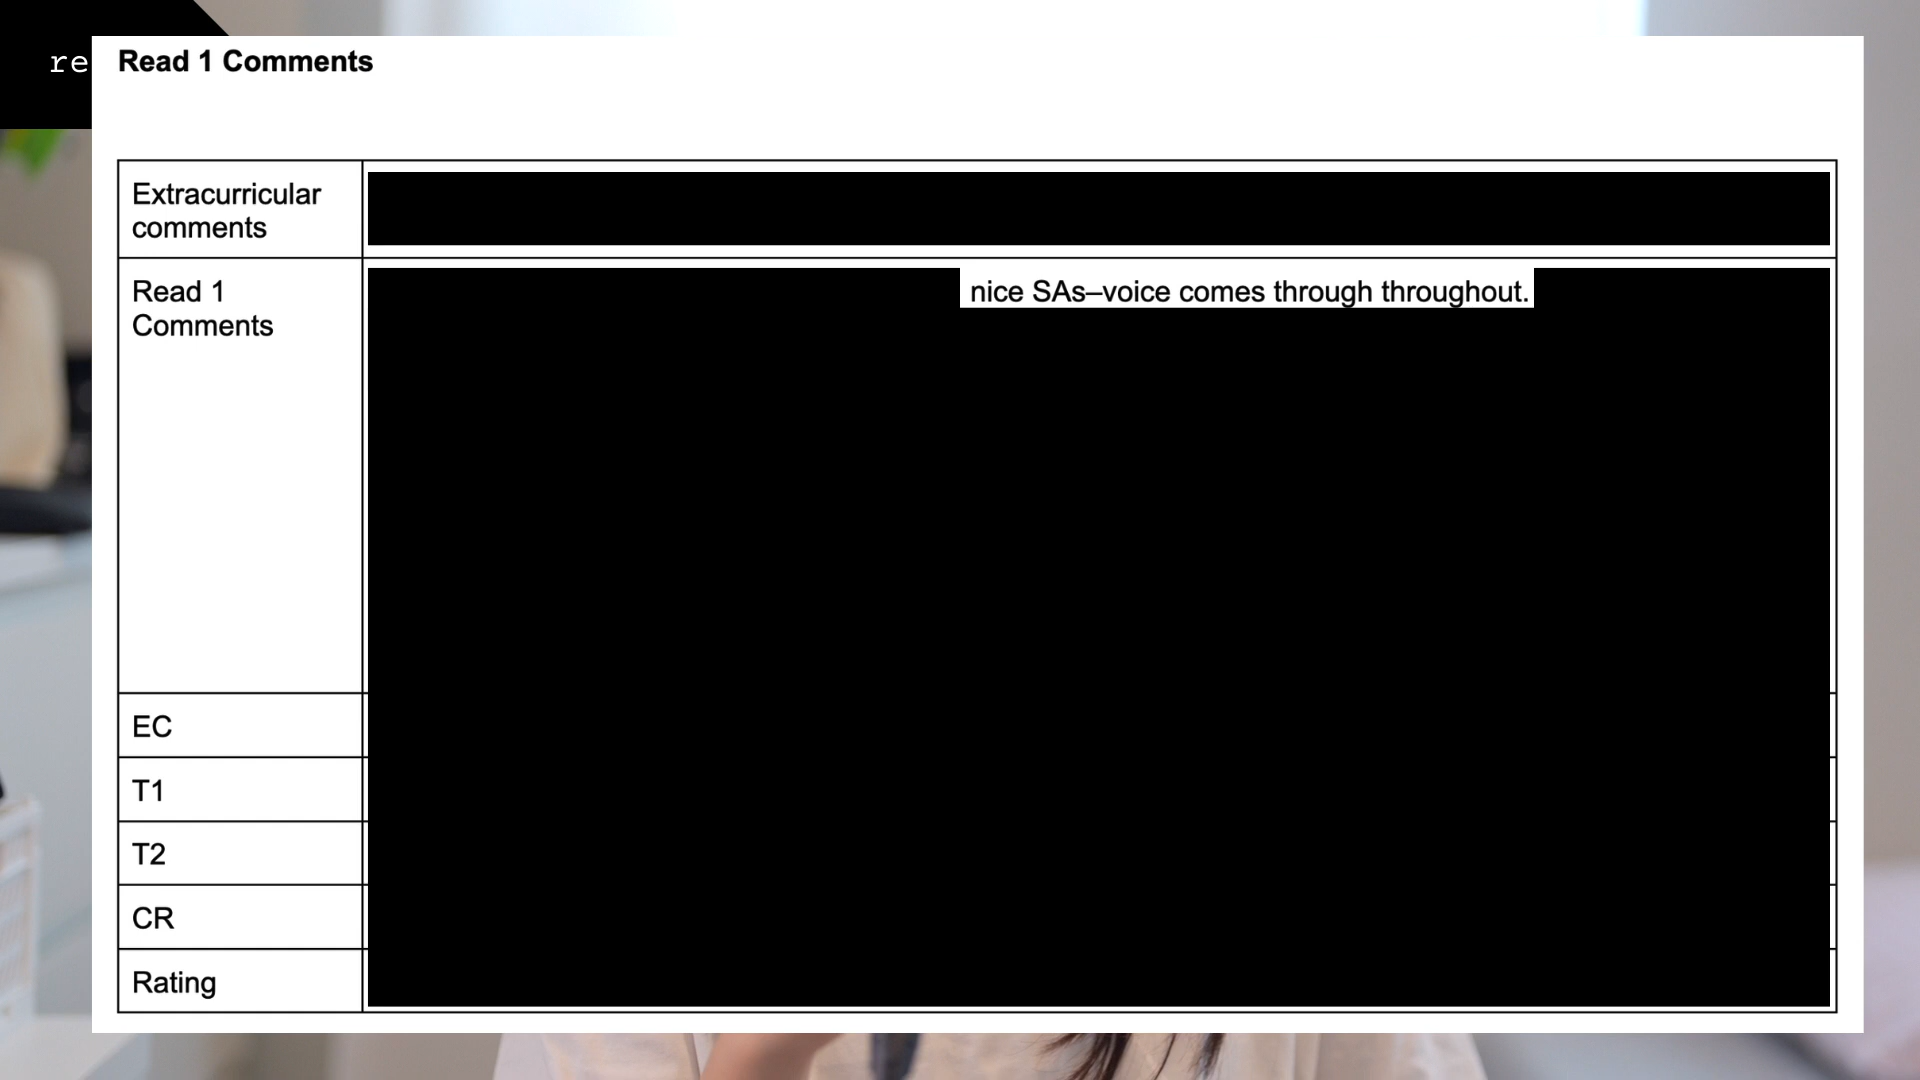 re
Read 1 Comments
Extracurricular
comments
Read 1
Comments
nice SAs–voice comes through throughout.
EC
T1
T2
CR
Rating